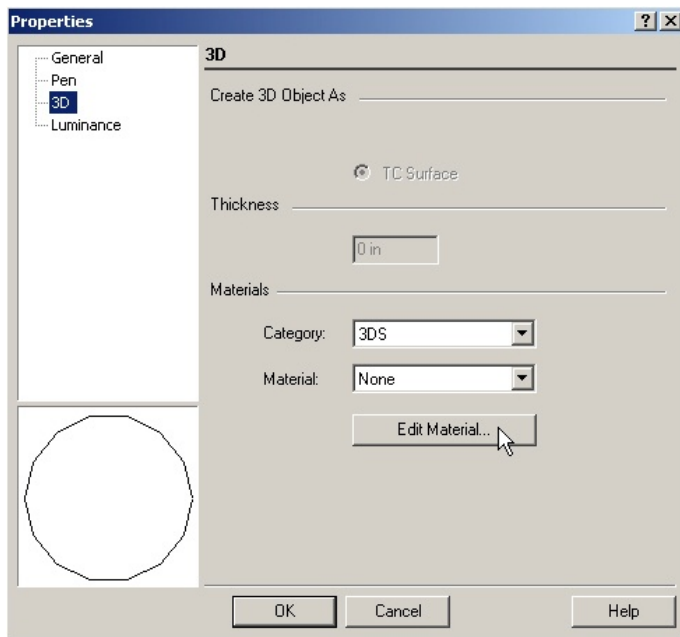 Properties
General
Pen
3D
Luminance
3D
Create 3D Object As
TC Surface
Thickness
0 in
Materials
Category: 3DS
Material: None
Edit Material...
OK Cancel Help